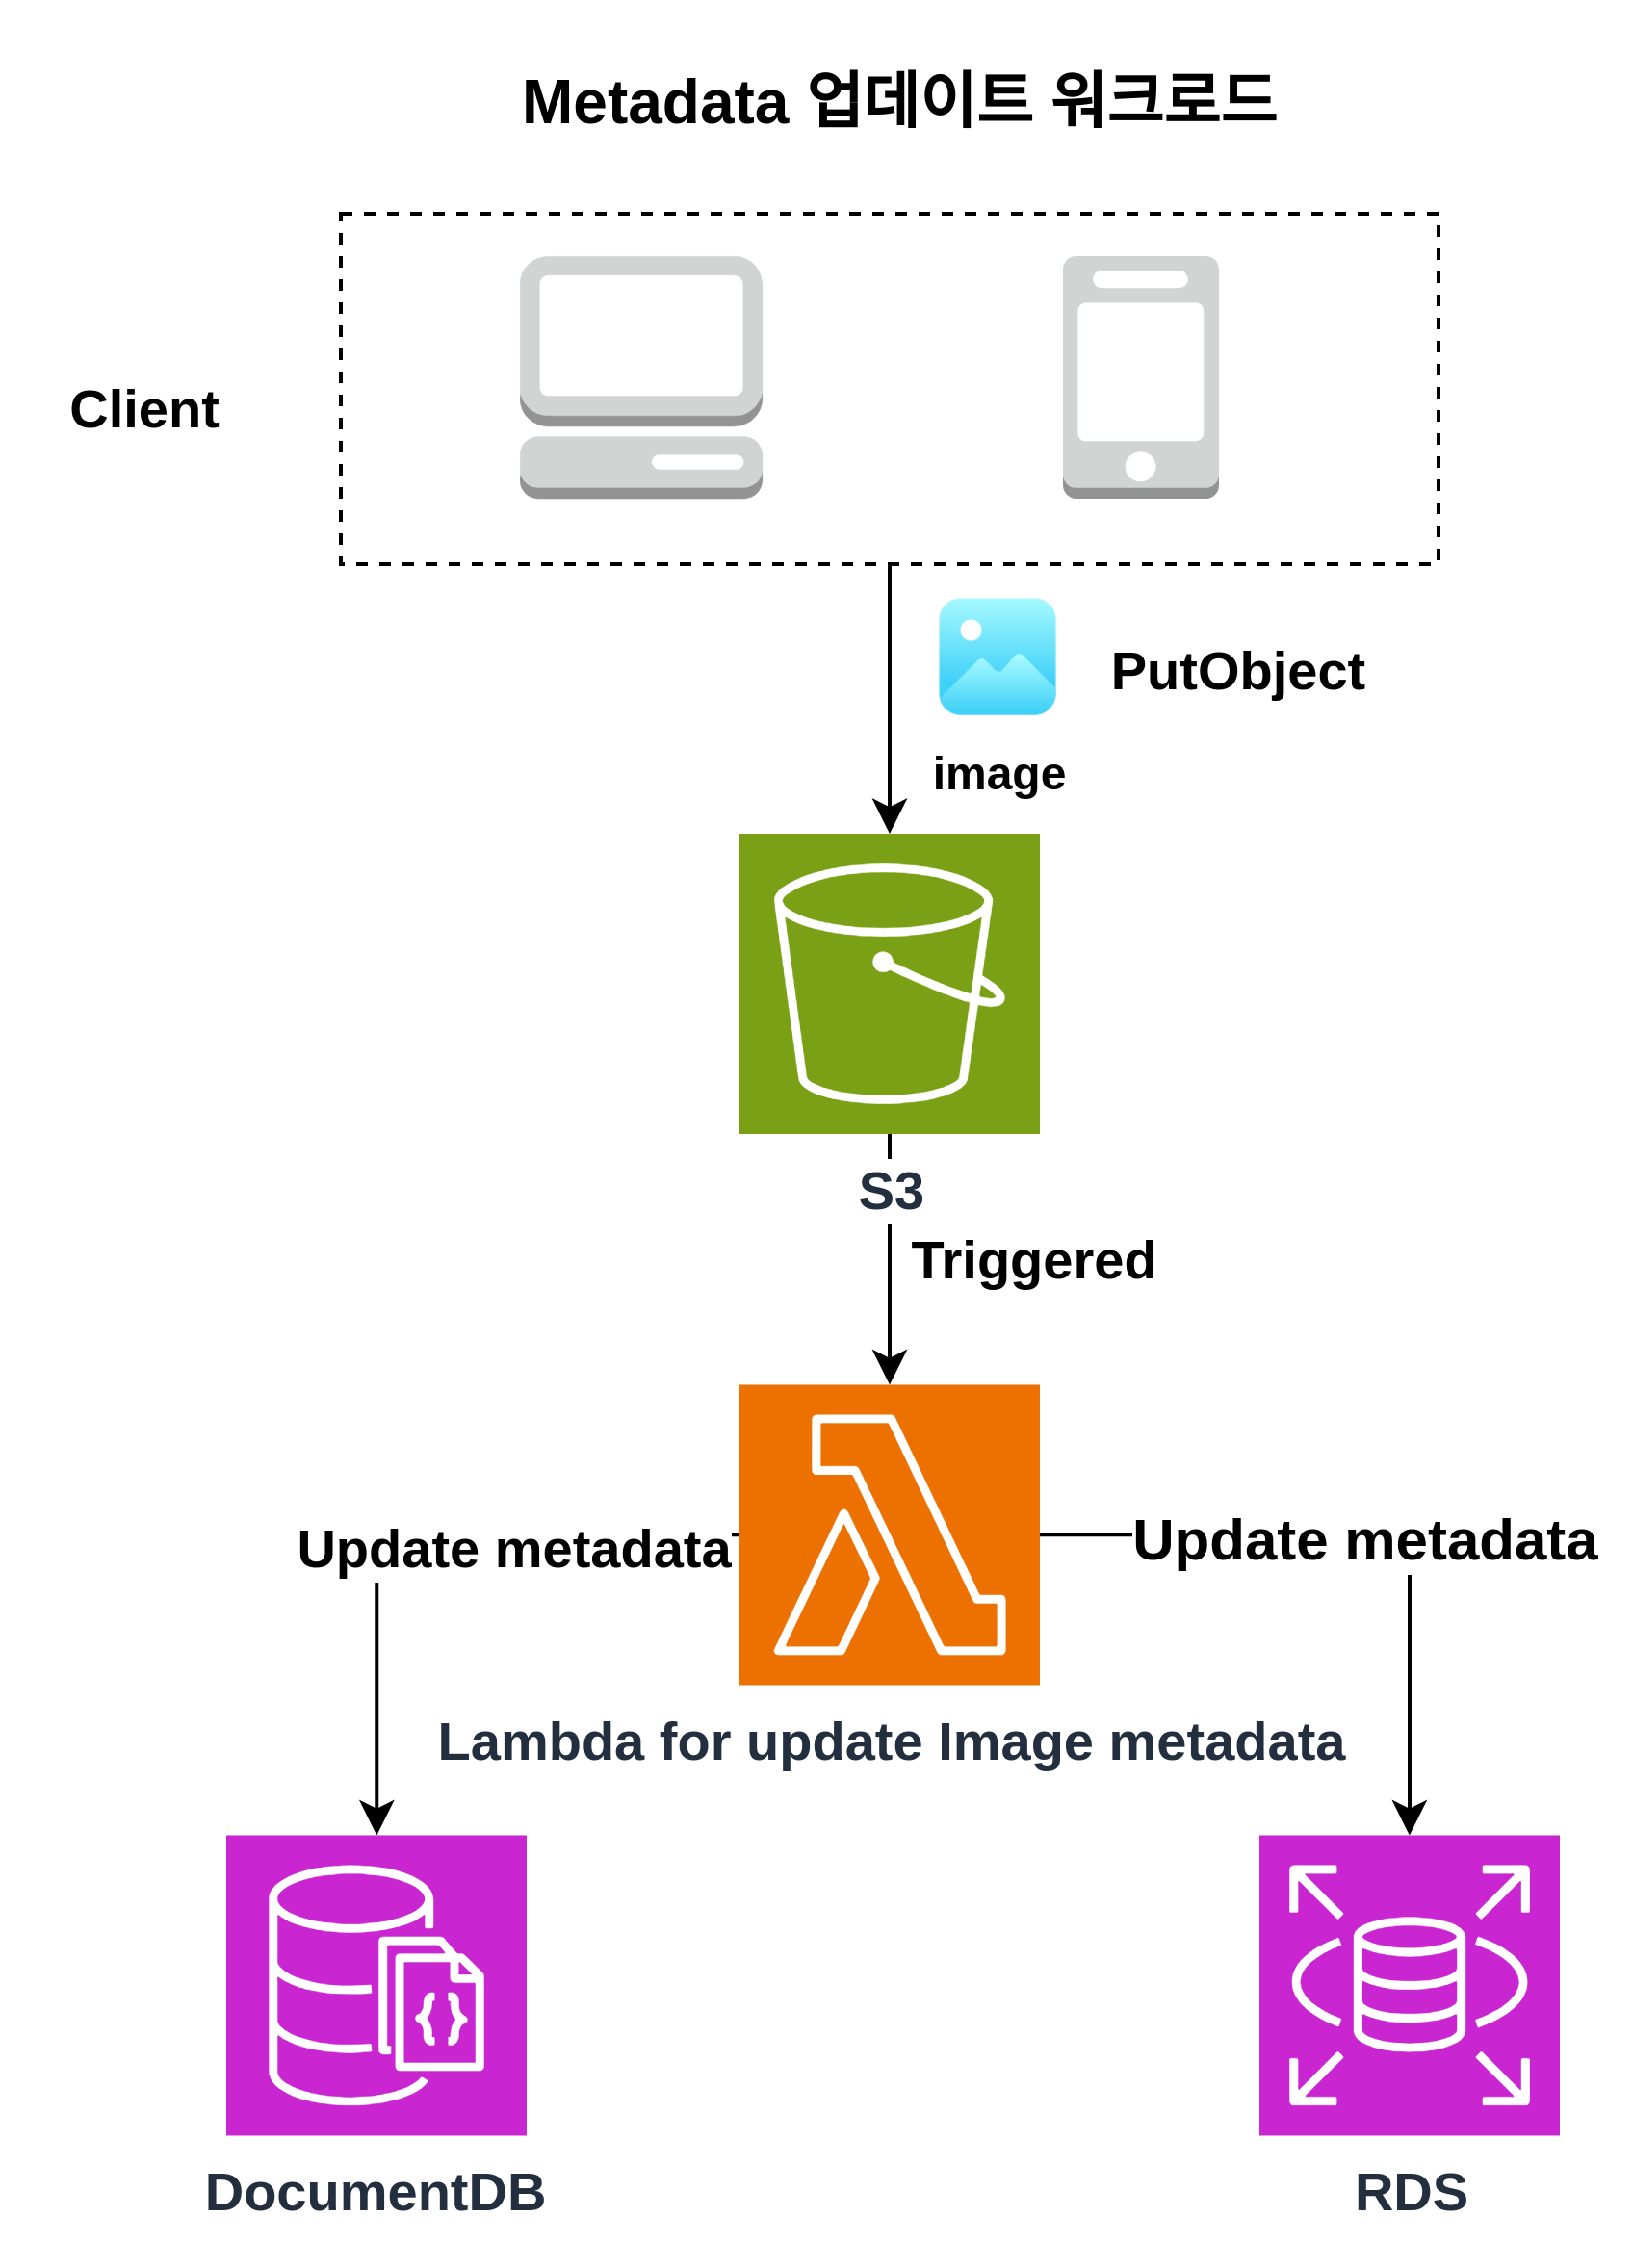 Metadata 업데이트 워크로드
Client
PutObject
image
S3
Triggered
Update metadata
Update metadata
Lambda for update Image metadata
DocumentDB
RDS